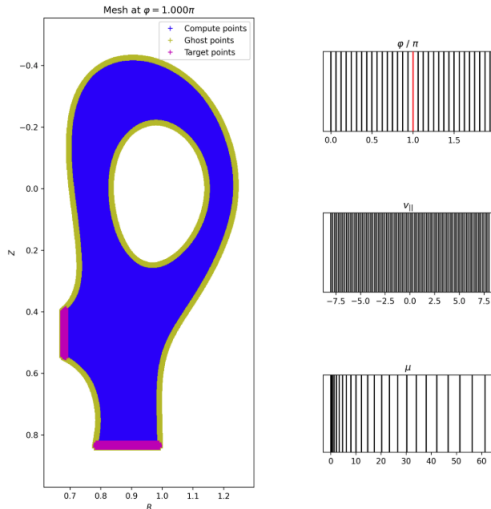 Mesh at φ = 1.000π
+ Compute points
+ Ghost points
+ Target points
−0.4
−0.2
0.0
0.2
0.4
0.6
0.8
Z
0.7 0.8 0.9 1.0 1.1 1.2
R
φ / π
0.0 0.5 1.0 1.5
v||
−7.5 −5.0 −2.5 0.0 2.5 5.0 7.5
μ
0 10 20 30 40 50 60